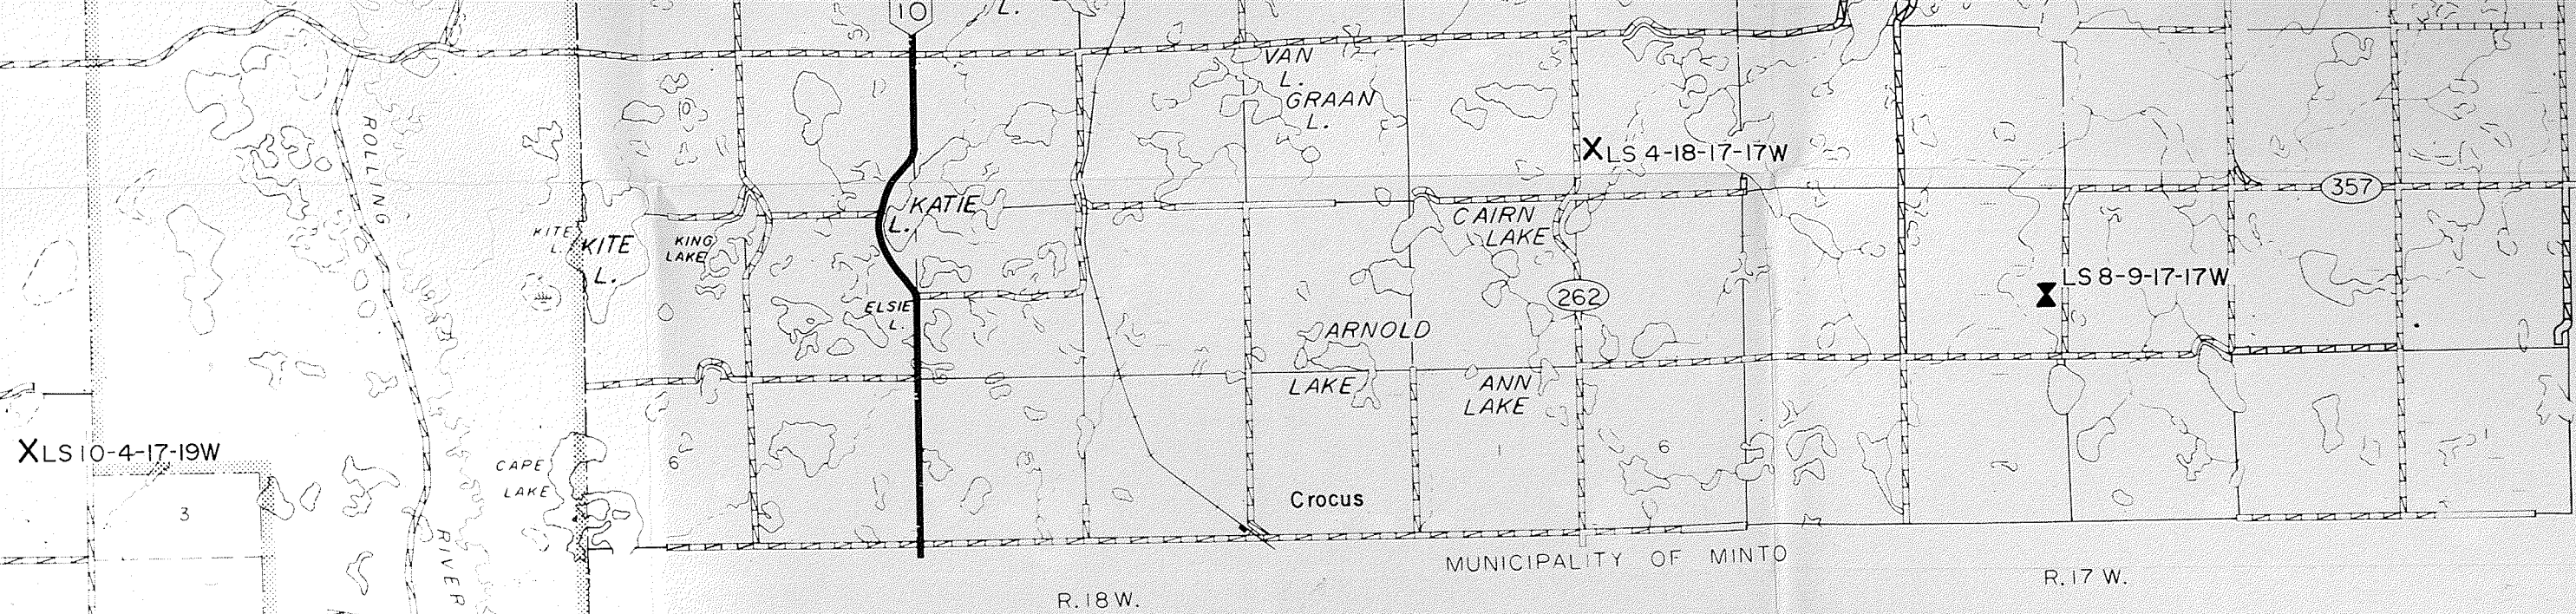 10
L.
VAN
L.
GRAAN
L.
ROLLING
XLS 4-18-17-17W
357
KATIE
L.
CAIRN
LAKE
KITE
L.
KITE
L.
KING
LAKE
LS 8-9-17-17W
262
ELSIE
L.
ARNOLD
LAKE
ANN
LAKE
XLS 10-4-17-19W
CAPE
LAKE
6
1
6
3
Crocus
RIVER
MUNICIPALITY OF MINTO
R.18W.
R.17W.